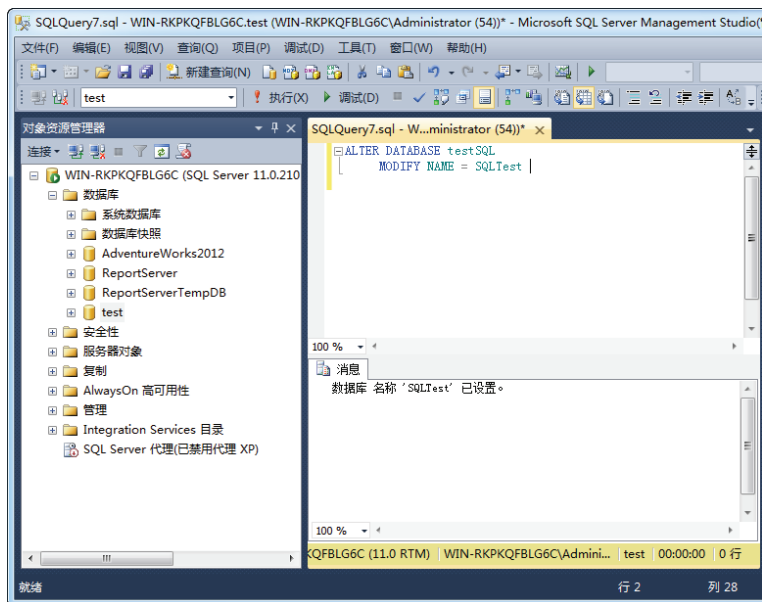 SQLQuery7.sql - WIN-RKPKQFBLG6C.test (WIN-RKPKQFBLG6C\Administrator (54))* - Microsoft SQL Server Management Studio(
文件(F) 编辑(E) 视图(V) 查询(Q) 项目(P) 调试(D) 工具(T) 窗口(W) 帮助(H)
新建查询(N)
test 执行(X) 调试(D)
对象资源管理器
连接
WIN-RKPKQFBLG6C (SQL Server 11.0.210
数据库
系统数据库
数据库快照
AdventureWorks2012
ReportServer
ReportServerTempDB
test
安全性
服务器对象
复制
AlwaysOn 高可用性
管理
Integration Services 目录
SQL Server 代理(已禁用代理 XP)
SQLQuery7.sql - W...ministrator (54))*
ALTER DATABASE testSQL
MODIFY NAME = SQLTest
100 %
消息
数据库 名称 'SQLTest' 已设置。
100 %
KQFBLG6C (11.0 RTM) WIN-RKPKQFBLG6C\Admini... test 00:00:00 0 行
就绪 行 2 列 28